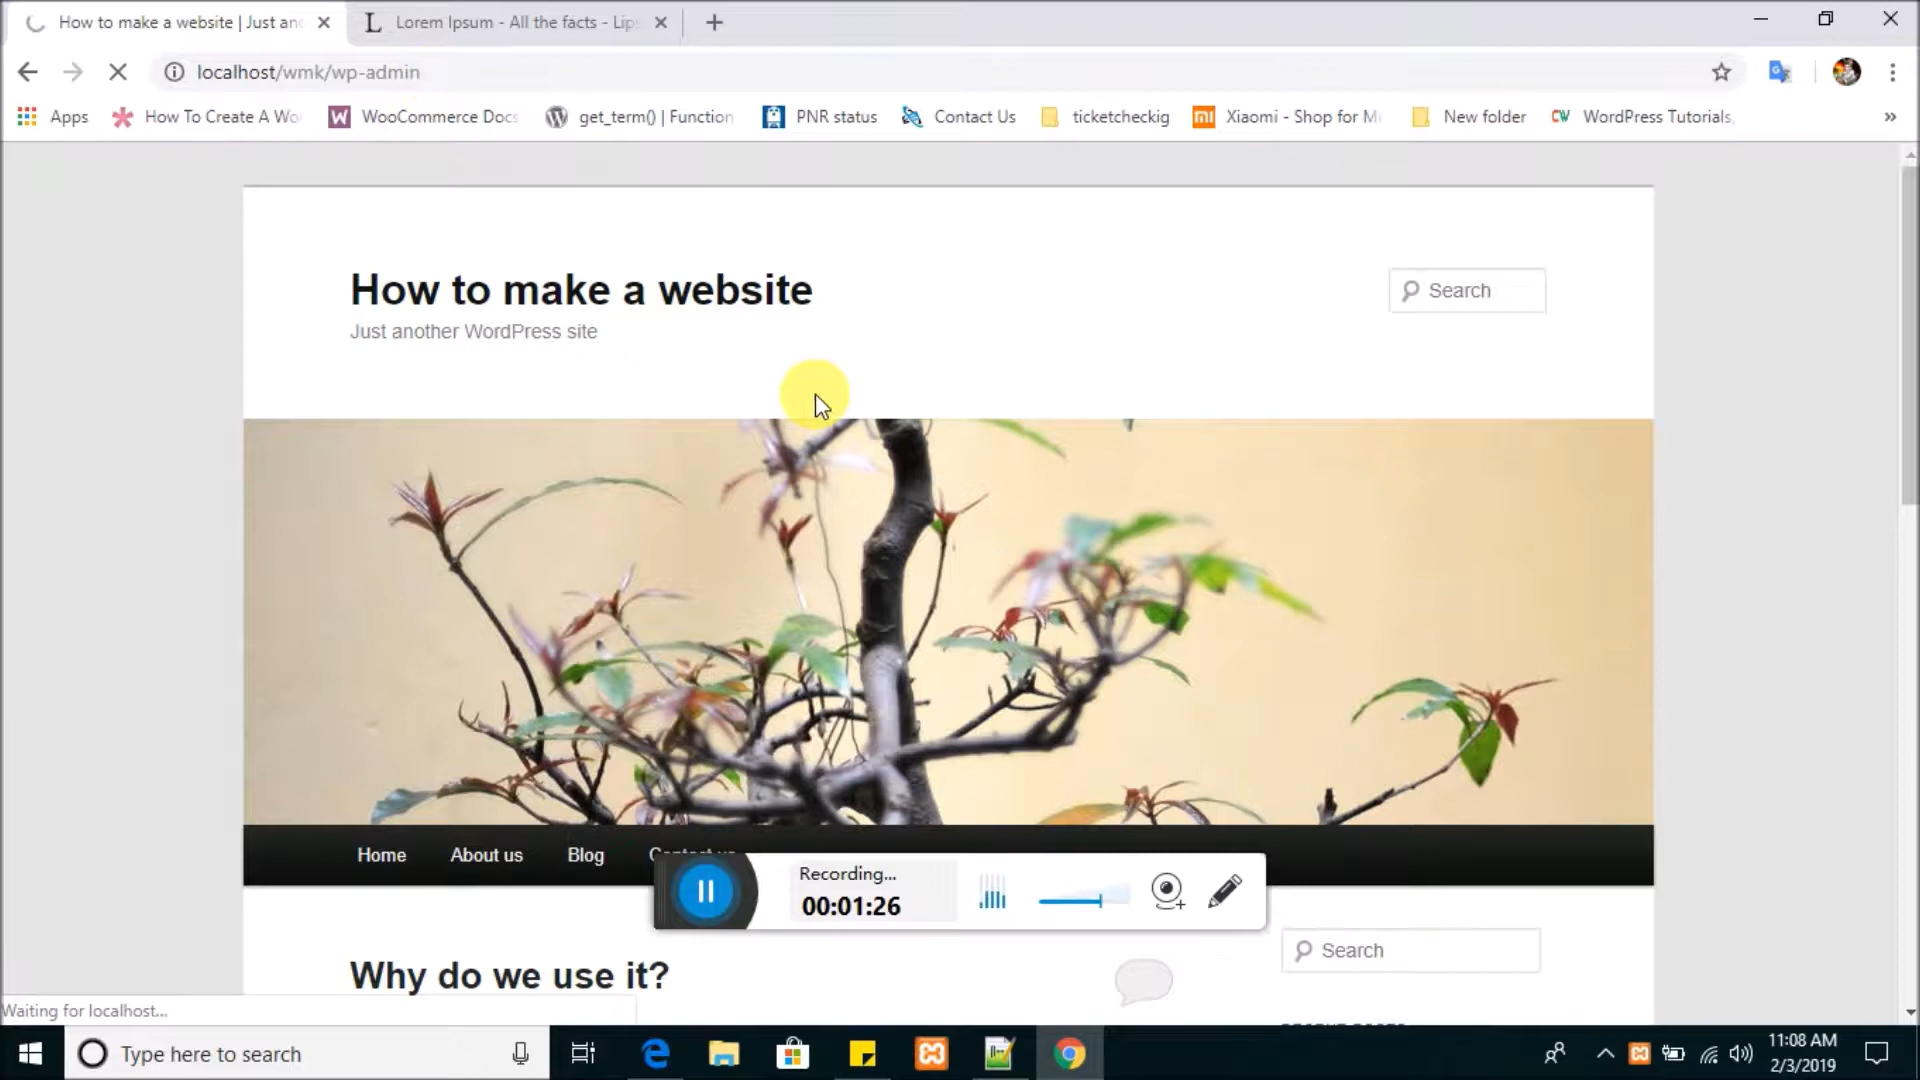 How to make a website | Just an
Lorem Ipsum - All the facts - Lip
localhost/wmk/wp-admin
Apps
How To Create A Wo
WooCommerce Docs
get_term() | Function
PNR status
Contact Us
ticketcheckig
Xiaomi - Shop for M
New folder
WordPress Tutorials,
How to make a website
Search
Just another WordPress site
Home
About us
Blog
Contact us
Recording...
00:01:26
Why do we use it?
Search
Waiting for localhost...
Type here to search
11:08 AM
2/3/2019